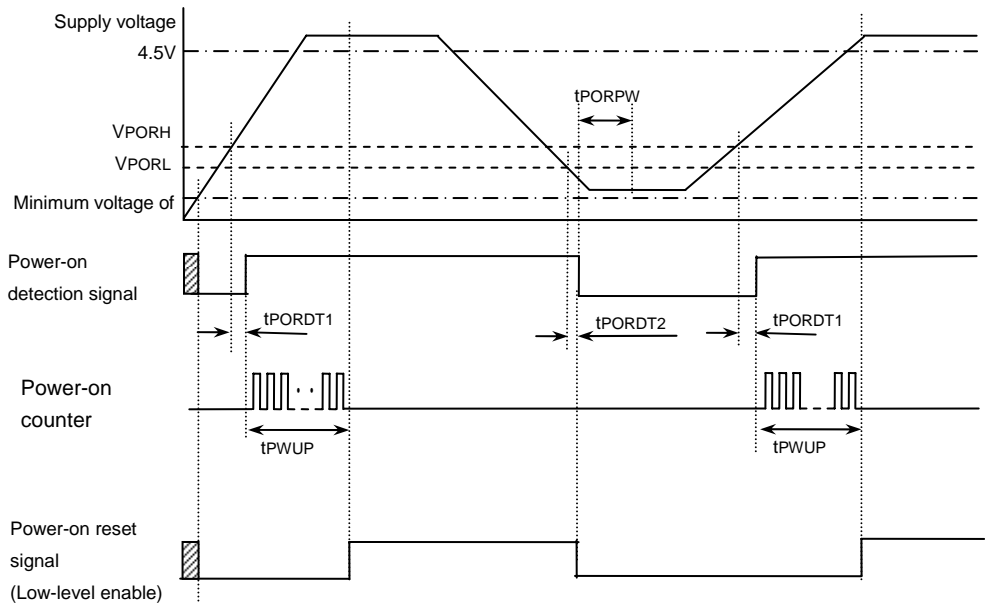 Supply voltage
4.5V
tPORPW
VPORH
VPORL
Minimum voltage of
Power-on
detection signal
tPORDT1
tPORDT2
tPORDT1
Power-on
counter
tPWUP
tPWUP
Power-on reset
signal
(Low-level enable)